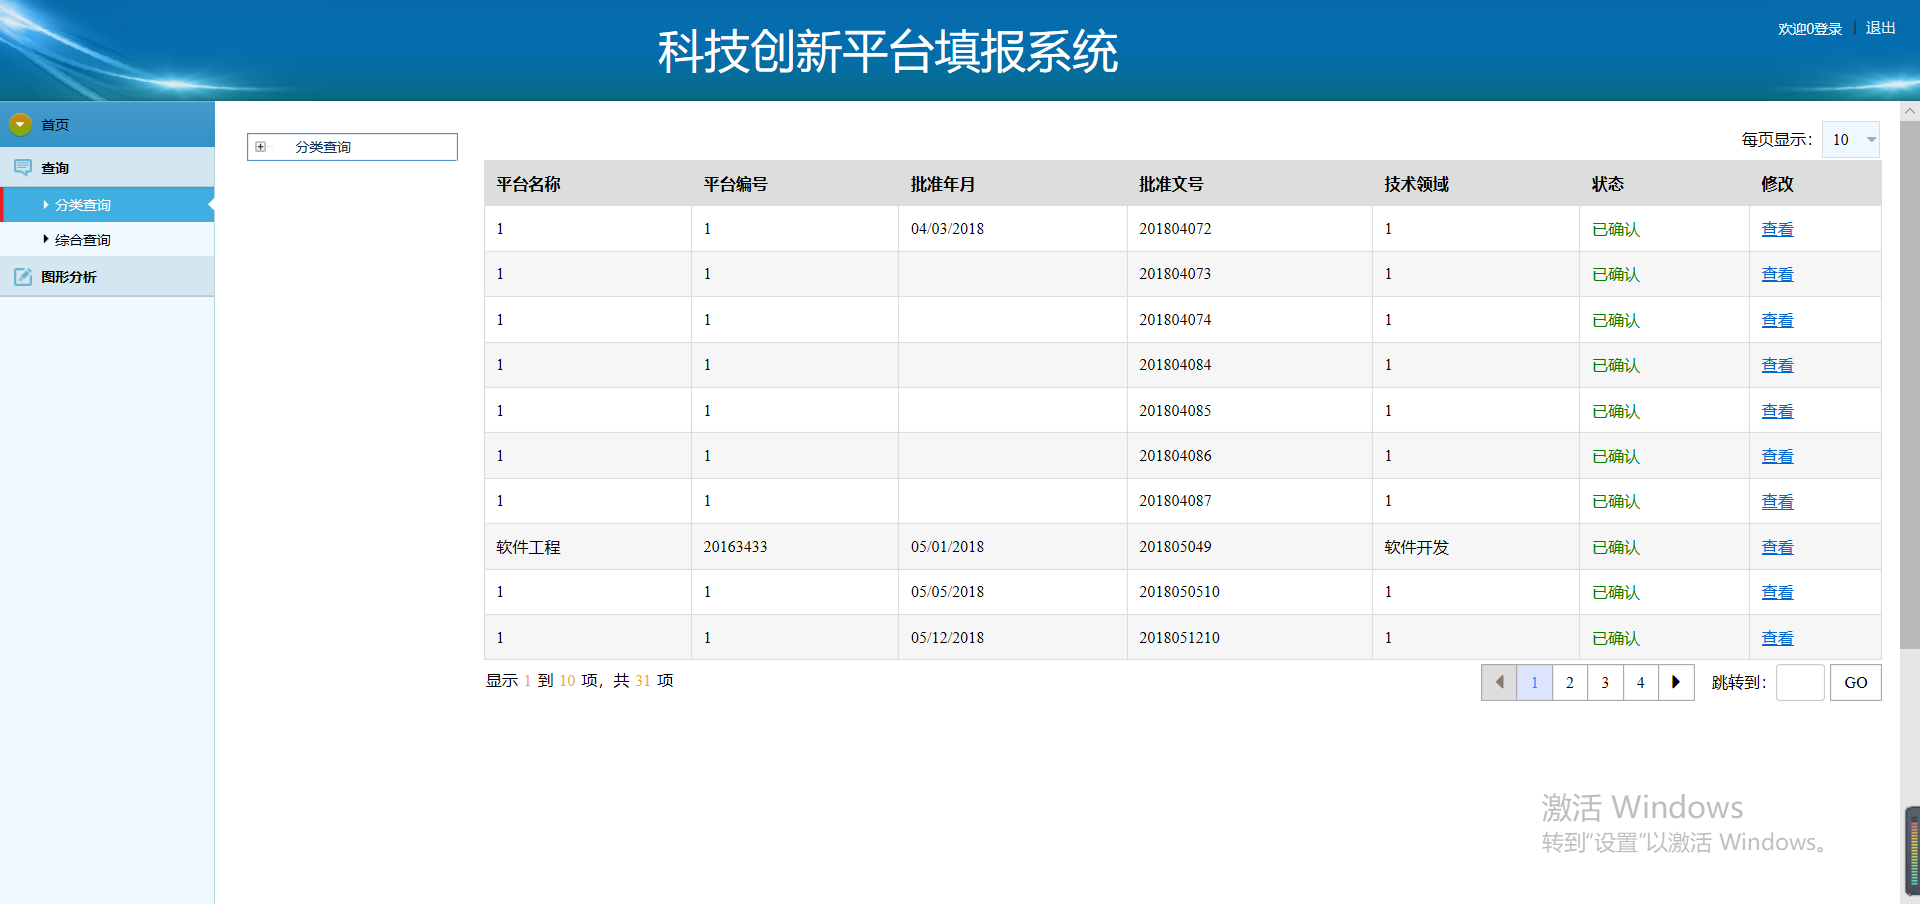 科技创新平台填报系统
欢迎0登录 退出
首页
查询
分类查询
综合查询
图形分析
分类查询
每页显示： 10
平台名称 平台编号 批准年月 批准文号 技术领域 状态 修改
1 1 04/03/2018 201804072 1 已确认 查看
1 1 201804073 1 已确认 查看
1 1 201804074 1 已确认 查看
1 1 201804084 1 已确认 查看
1 1 201804085 1 已确认 查看
1 1 201804086 1 已确认 查看
1 1 201804087 1 已确认 查看
软件工程 20163433 05/01/2018 201805049 软件开发 已确认 查看
1 1 05/05/2018 2018050510 1 已确认 查看
1 1 05/12/2018 2018051210 1 已确认 查看
显示 1 到 10 项，共 31 项
1 2 3 4 跳转到： GO
激活 Windows
转到“设置”以激活 Windows。